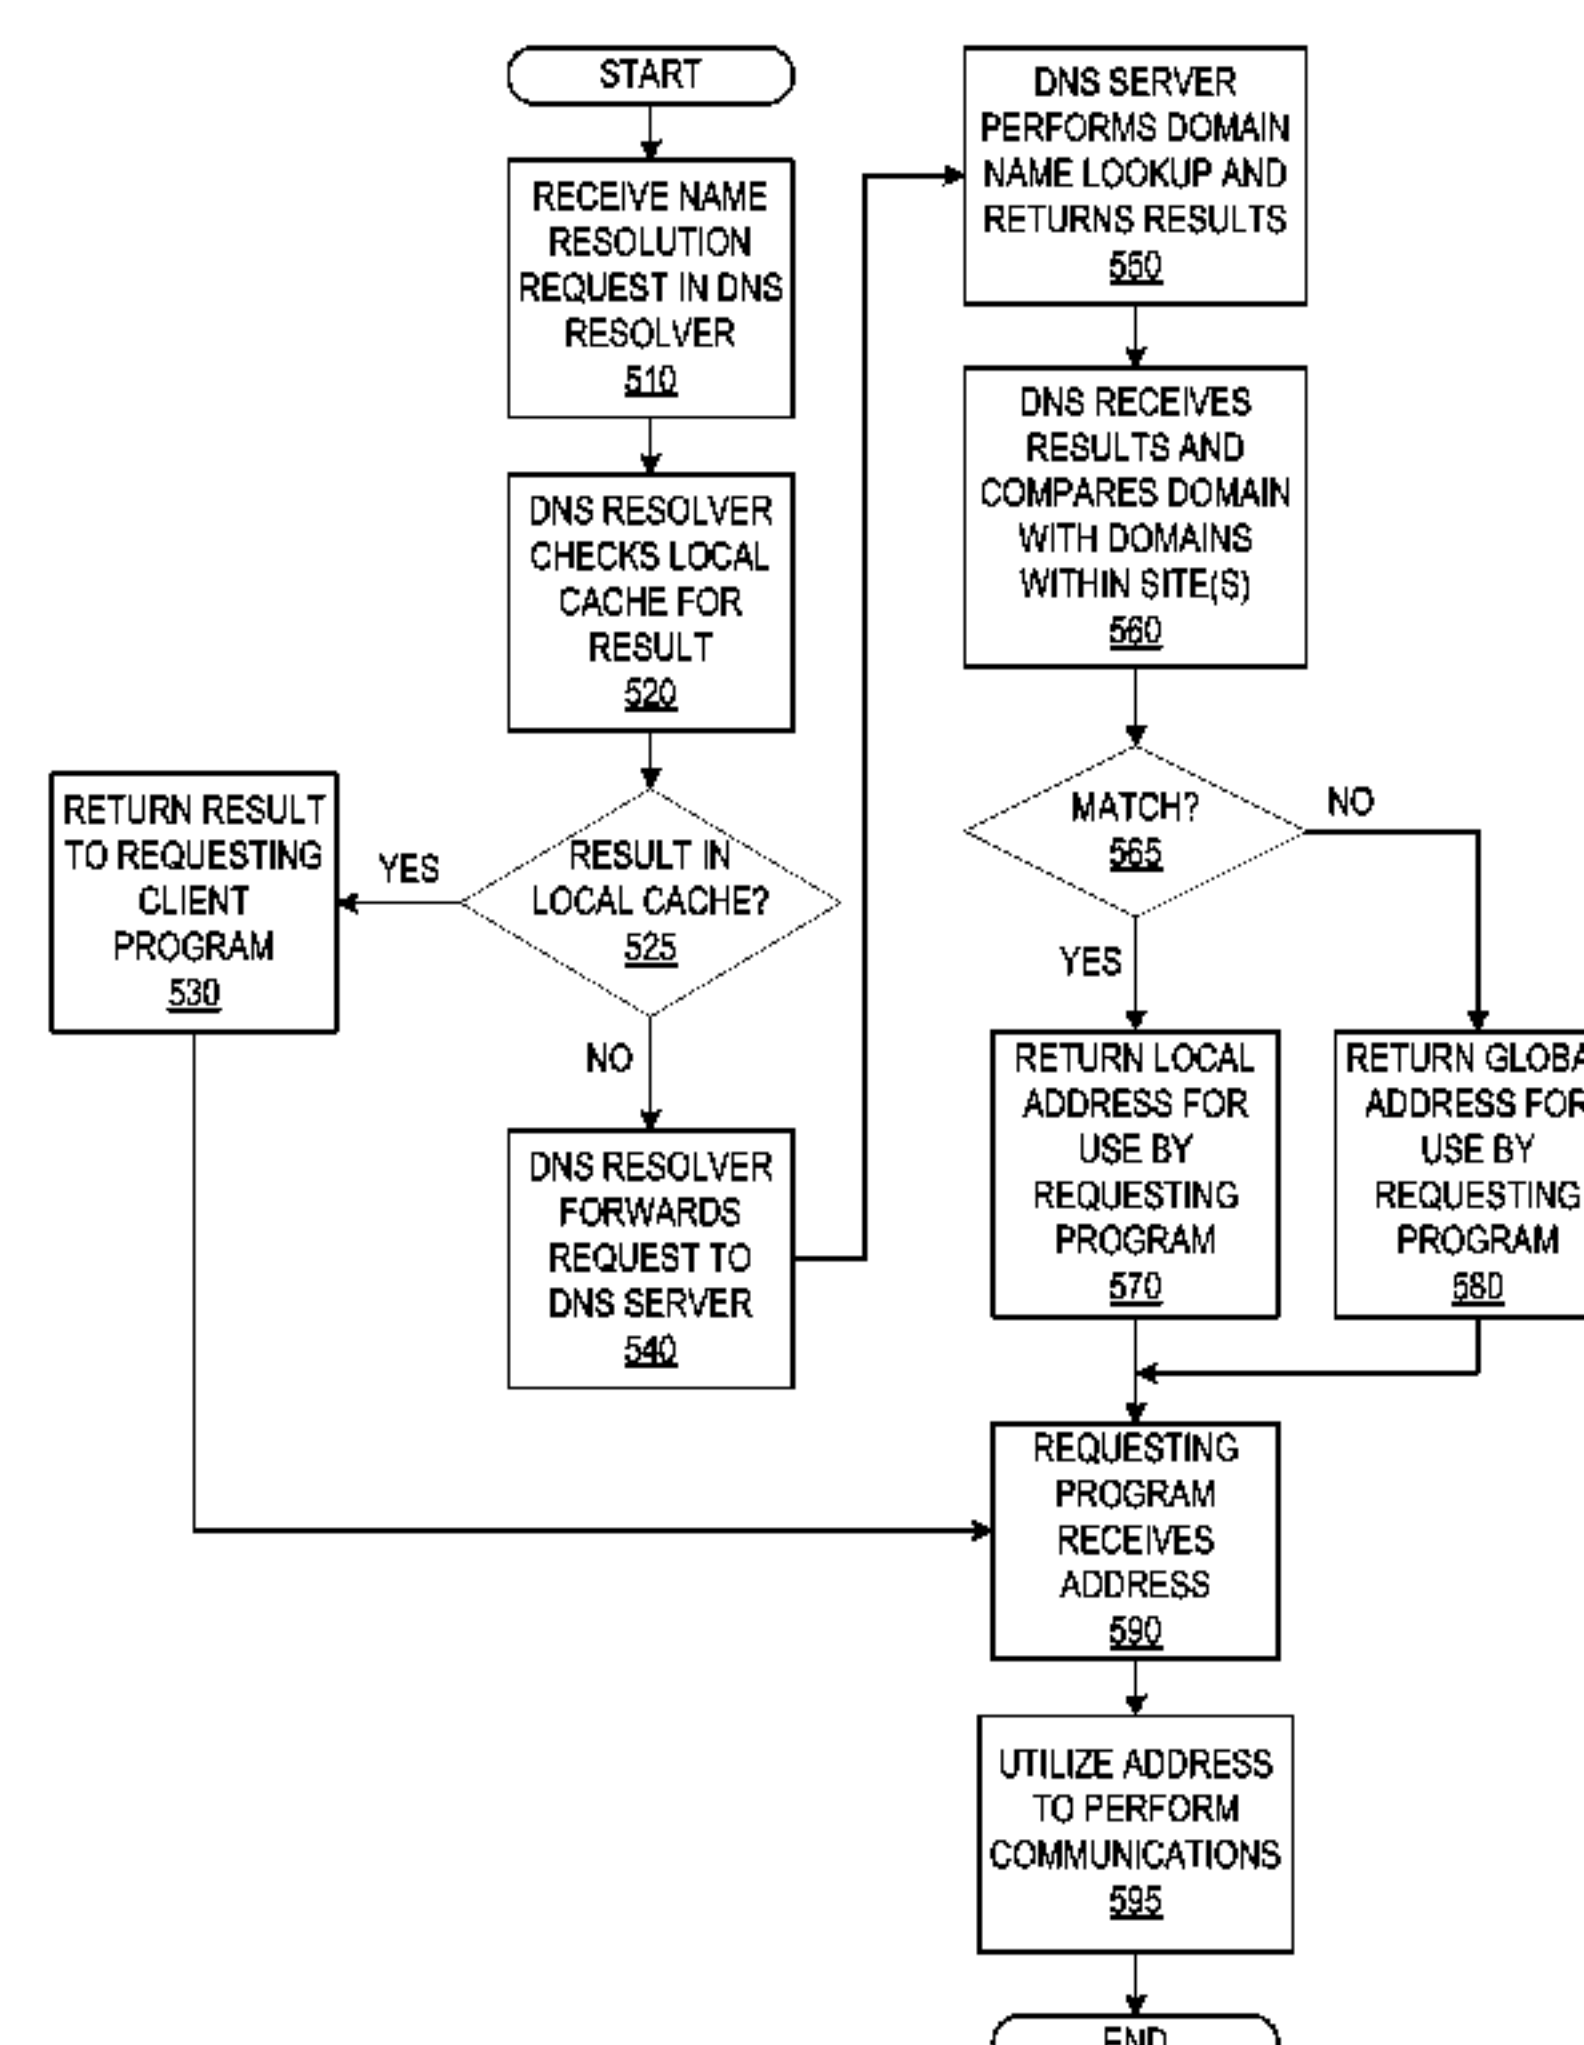 START
RECEIVE NAME
RESOLUTION
REQUEST IN DNS
RESOLVER
510
DNS RESOLVER
CHECKS LOCAL
CACHE FOR
RESULT
520
RESULT IN
LOCAL CACHE?
525
YES
RETURN RESULT
TO REQUESTING
CLIENT
PROGRAM
530
NO
DNS RESOLVER
FORWARDS
REQUEST TO
DNS SERVER
540
DNS SERVER
PERFORMS DOMAIN
NAME LOOKUP AND
RETURNS RESULTS
550
DNS RECEIVES
RESULTS AND
COMPARES DOMAIN
WITH DOMAINS
WITHIN SITE(S)
560
MATCH?
565
NO
YES
RETURN LOCAL
ADDRESS FOR
USE BY
REQUESTING
PROGRAM
570
RETURN GLOBA
ADDRESS FOR
USE BY
REQUESTING
PROGRAM
580
REQUESTING
PROGRAM
RECEIVES
ADDRESS
590
UTILIZE ADDRESS
TO PERFORM
COMMUNICATIONS
595
END